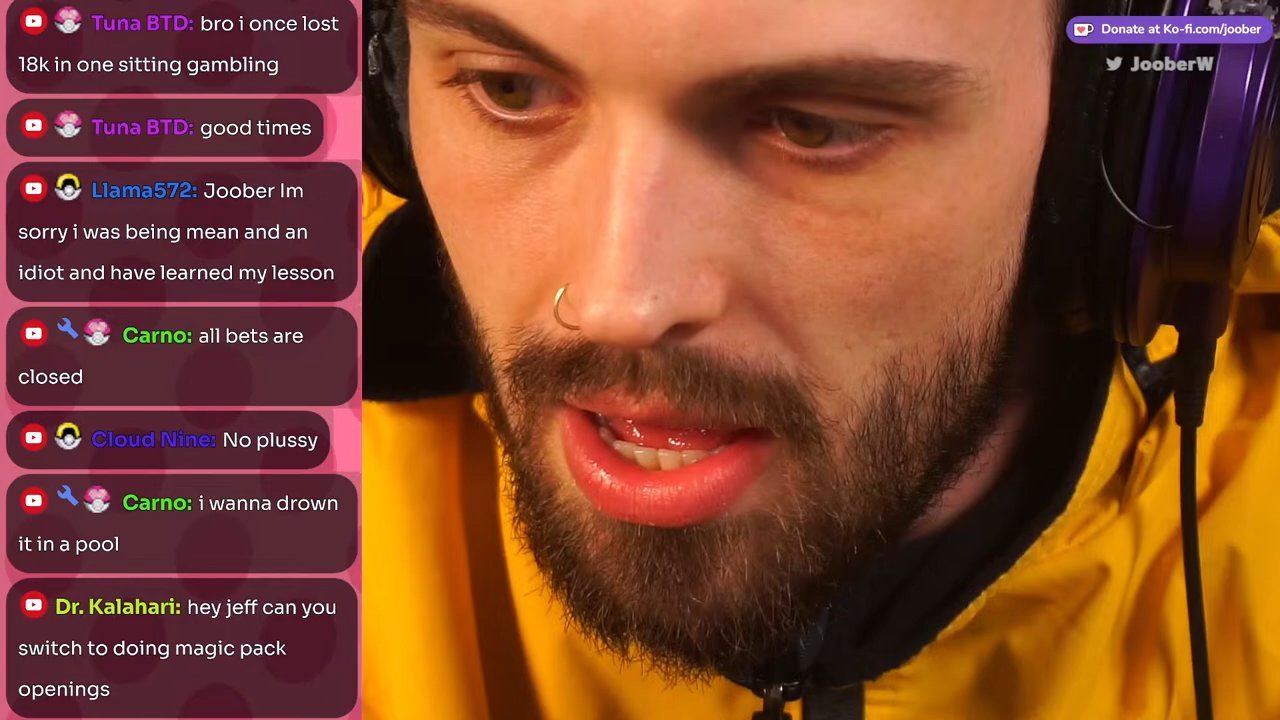 Tuna BTD: bro i once lost
18k in one sitting gambling
Tuna BTD: good times
Llama572: Joober Im
sorry i was being mean and an
idiot and have learned my lesson
Carno: all bets are
closed
Cloud Nine: No plussy
Carno: i wanna drown
it in a pool
Dr. Kalahari: hey jeff can you
switch to doing magic pack
openings
Donate at Ko-fi.com/joober
JooberW